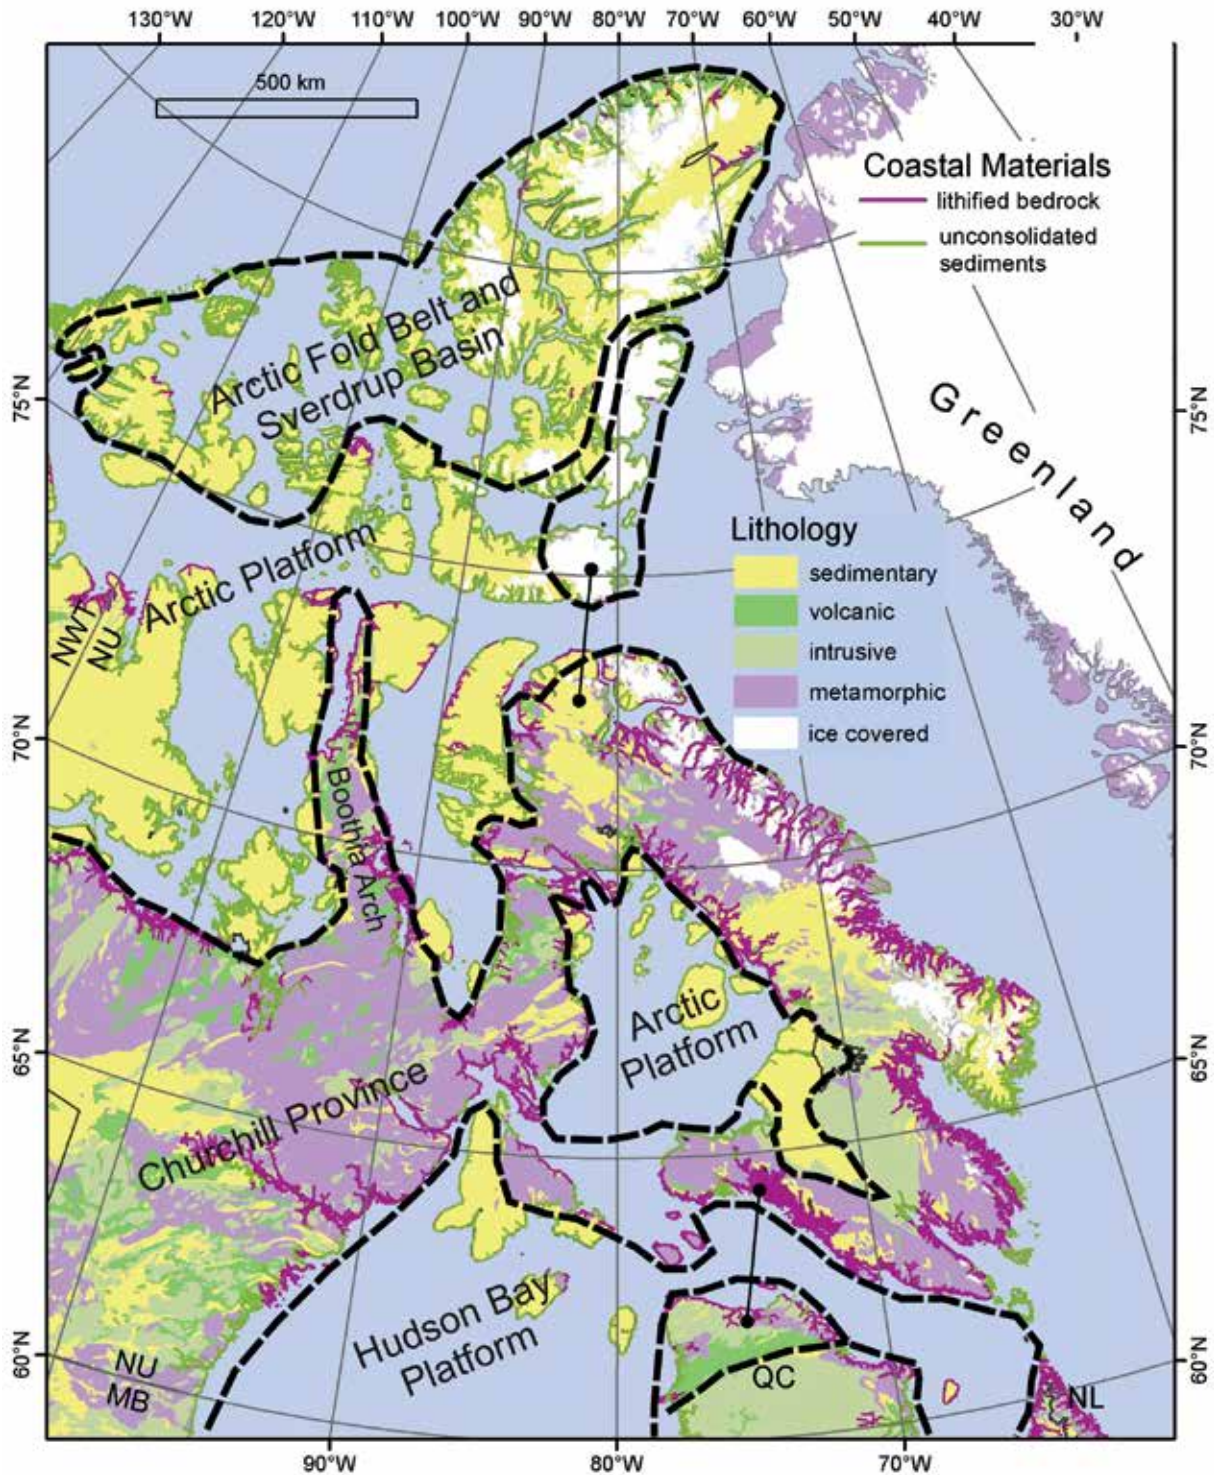 130°W 120°W 110°W 100°W 90°W 80°W 70°W 60°W 50°W 40°W 30°W
500 km
Coastal Materials
lithified bedrock
unconsolidated
sediments
Arctic Fold Belt and
Sverdrup Basin
75°N
75°N
Greenland
Lithology
sedimentary
volcanic
intrusive
metamorphic
ice covered
Arctic Platform
NWT
NU
70°N
70°N
Boothia Arch
Arctic
Platform
65°N
65°N
Churchill Province
Hudson Bay
Platform
60°N
60°N
NU
MB
QC
NL
90°W 80°W 70°W